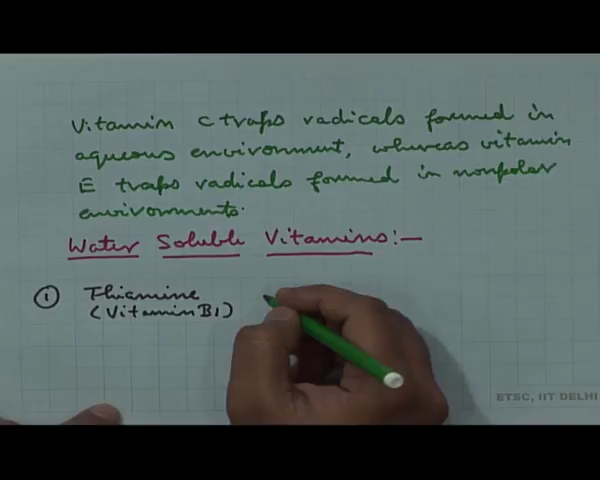 Vitamin C traps radicals formed in
aqueous environment, whereas vitamin
E traps radicals formed in nonpolar
environments.
Water Soluble Vitamins:-
① Thiamine
(Vitamin B1)
ETSC, IIT DELHI